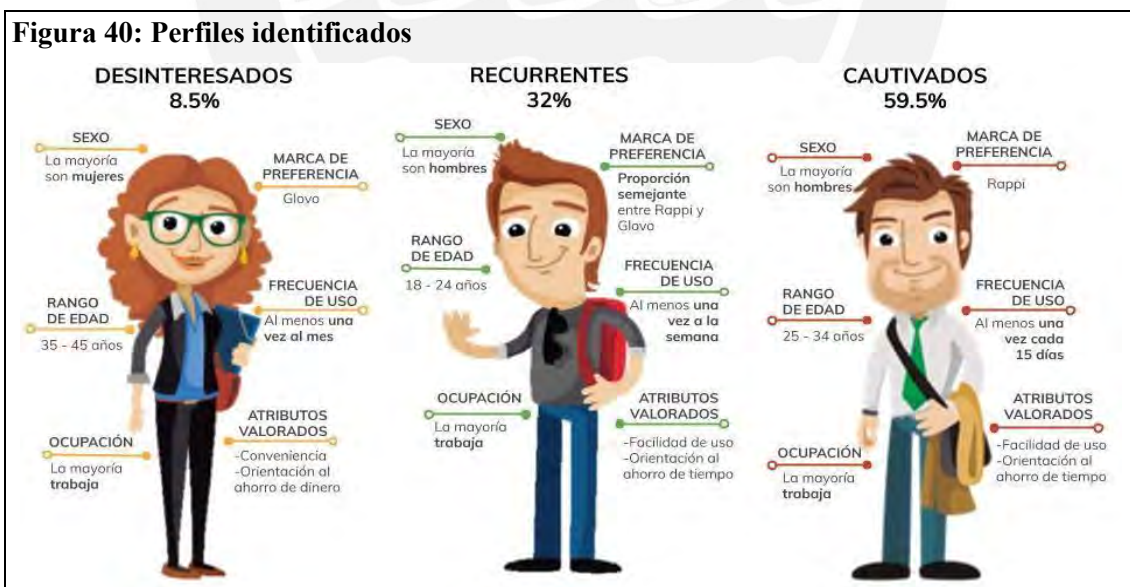 Figura 40: Perfiles identificados
DESINTERESADOS
8.5%
SEXO
La mayoría
son mujeres
MARCA DE
PREFERENCIA
Glovo
RANGO
DE EDAD
35 - 45 años
FRECUENCIA
DE USO
Al menos una
vez al mes
OCUPACIÓN
La mayoría
trabaja
ATRIBUTOS
VALORADOS
-Conveniencia
-Orientación al
ahorro de dinero
RECURRENTES
32%
SEXO
La mayoría
son hombres
MARCA DE
PREFERENCIA
Proporción
semejante
entre Rappi y
Glovo
RANGO
DE EDAD
18 - 24 años
FRECUENCIA
DE USO
Al menos una
vez a la
semana
OCUPACIÓN
La mayoría
trabaja
ATRIBUTOS
VALORADOS
-Facilidad de uso
-Orientación al
ahorro de tiempo
CAUTIVADOS
59.5%
SEXO
La mayoría
son hombres
MARCA DE
PREFERENCIA
Rappi
RANGO
DE EDAD
25 - 34 años
FRECUENCIA
DE USO
Al menos una
vez cada
15 días
OCUPACIÓN
La mayoría
trabaja
ATRIBUTOS
VALORADOS
-Facilidad de uso
-Orientación al
ahorro de tiempo